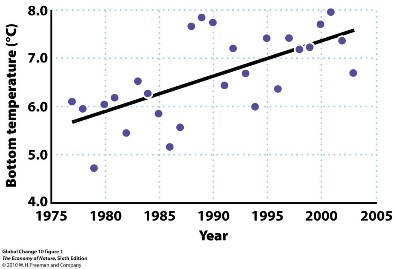 8.0
7.0
6.0
5.0
4.0
Bottom temperature (°C)
1975 1980 1985 1990 1995 2000 2005
Year
Global Change 10 figure 1
The Economy of Nature, Sixth Edition
© 2010 W. H. Freeman and Company